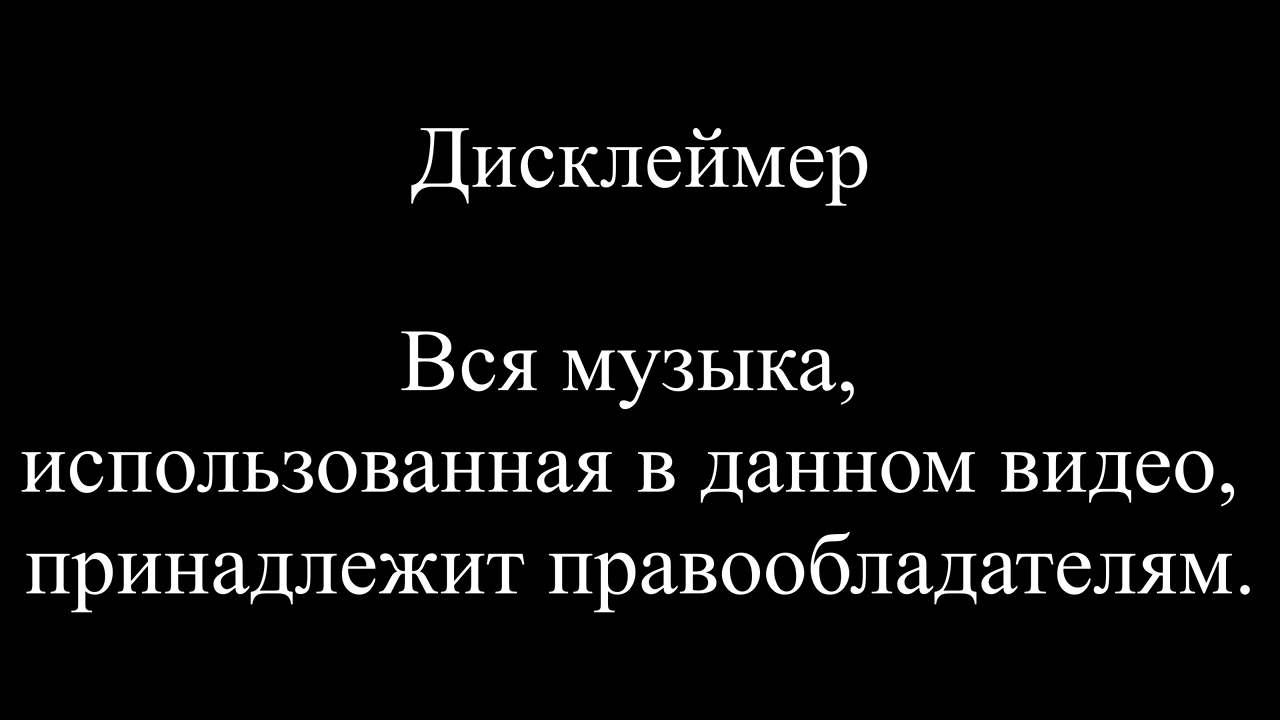 Дисклеймер
Вся музыка,
использованная в данном видео,
принадлежит правообладателям.